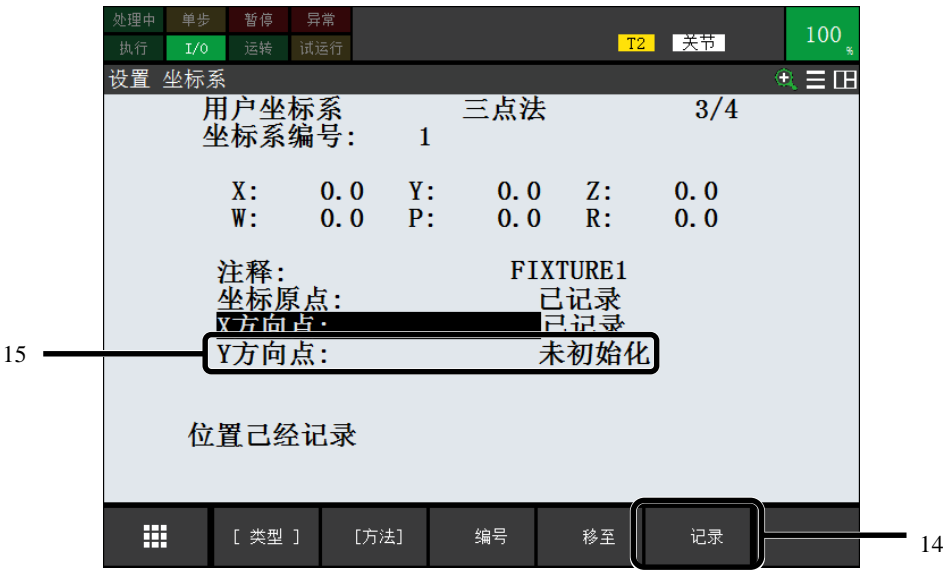 处理中 单步 暂停 异常
执行 I/O 运转 试运行 T2 关节 100 %
设置 坐标系
用户坐标系 三点法 3/4
坐标系编号: 1
X: 0.0 Y: 0.0 Z: 0.0
W: 0.0 P: 0.0 R: 0.0
注释: FIXTURE1
坐标原点: 已记录
X方向点: 已记录
15
Y方向点: 未初始化
位置己经记录
[ 类型 ] [方法] 编号 移至 记录
14